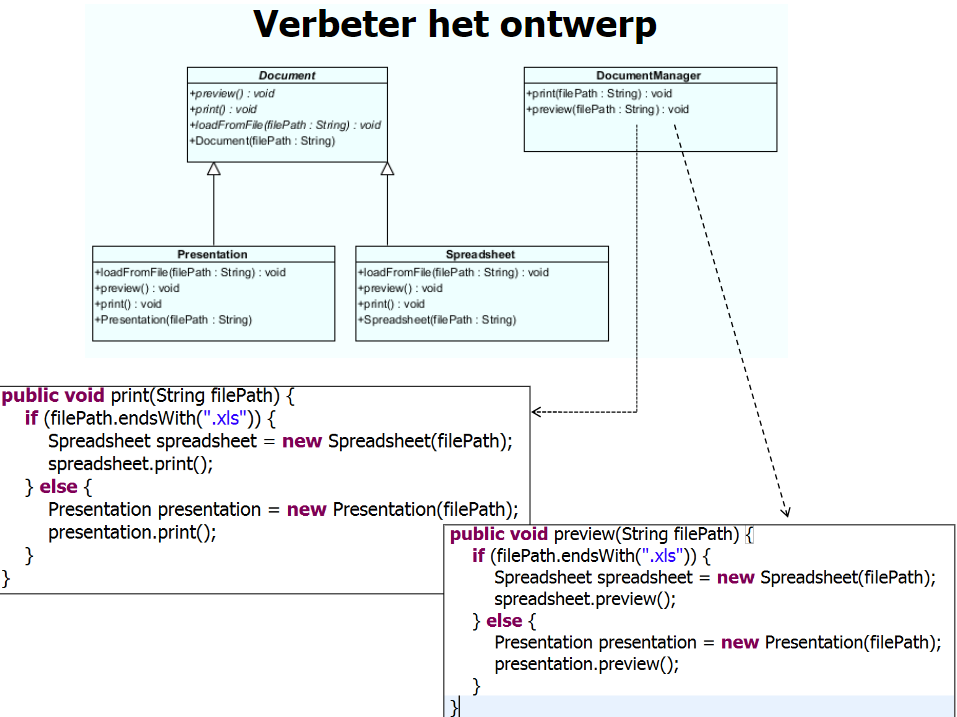 Verbeter het ontwerp
Document
+preview() : void
+print() : void
+loadFromFile(filePath : String) : void
+Document(filePath : String)
DocumentManager
+print(filePath : String) : void
+preview(filePath : String) : void
Presentation
+loadFromFile(filePath : String) : void
+preview() : void
+print() : void
+Presentation(filePath : String)
Spreadsheet
+loadFromFile(filePath : String) : void
+preview() : void
+print() : void
+Spreadsheet(filePath : String)
public void print(String filePath) {
if (filePath.endsWith(".xls")) {
Spreadsheet spreadsheet = new Spreadsheet(filePath);
spreadsheet.print();
} else {
Presentation presentation = new Presentation(filePath);
presentation.print();
}
}
public void preview(String filePath) {
if (filePath.endsWith(".xls")) {
Spreadsheet spreadsheet = new Spreadsheet(filePath);
spreadsheet.preview();
} else {
Presentation presentation = new Presentation(filePath);
presentation.preview();
}
}